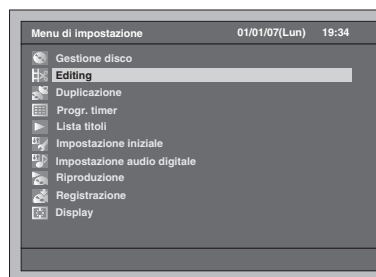 Menu di impostazione 01/01/07(Lun) 19:34
Gestione disco
Editing
Duplicazione
Progr. timer
Lista titoli
Impostazione iniziale
Impostazione audio digitale
Riproduzione
Registrazione
Display